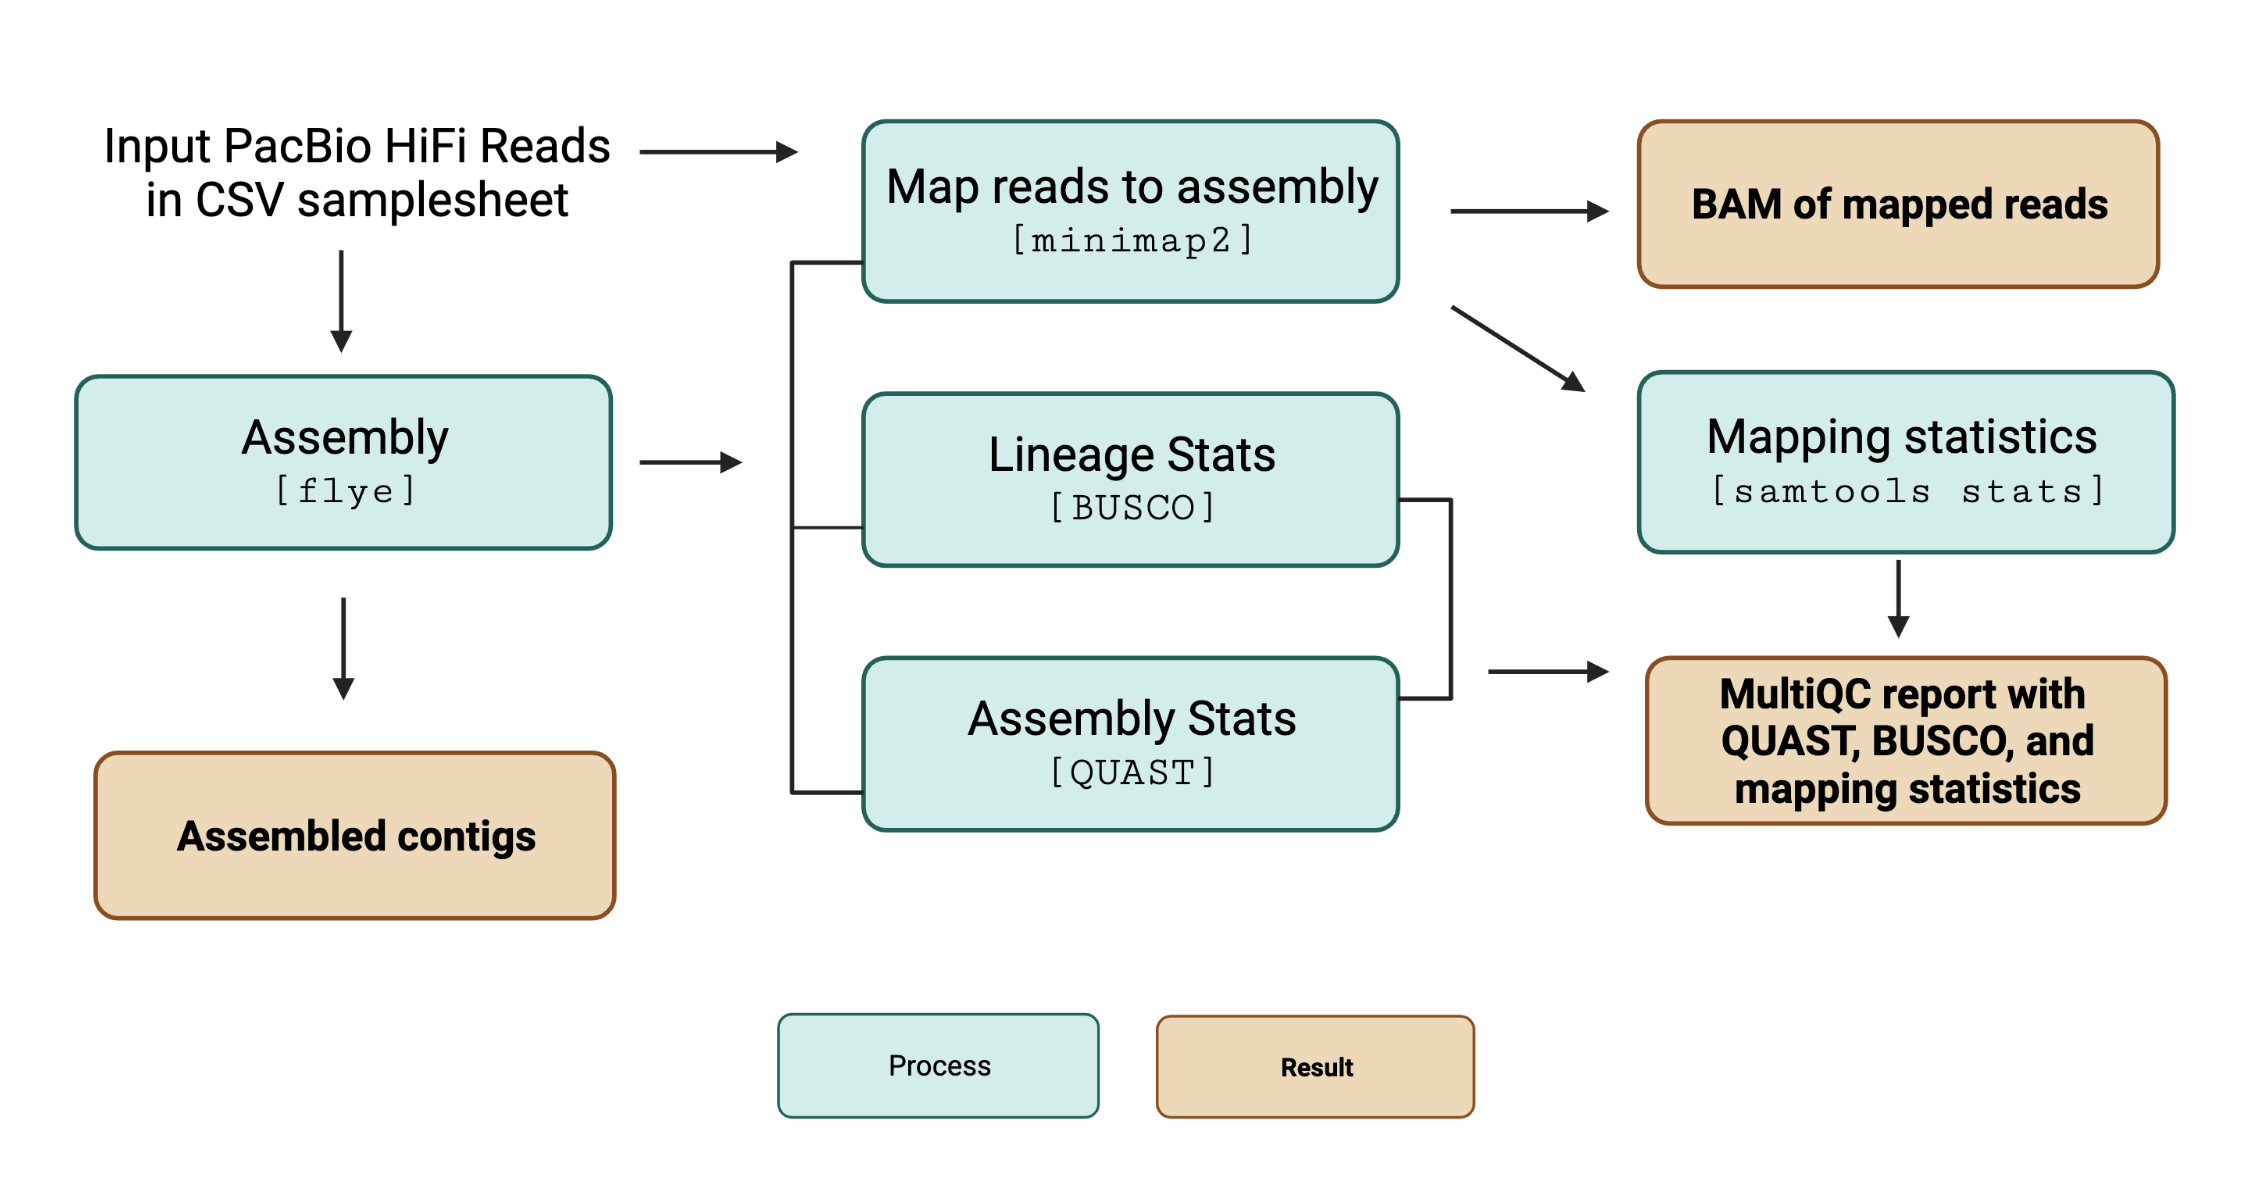 Input PacBio HiFi Reads
in CSV samplesheet
Assembly
[flye]
Assembled contigs
Map reads to assembly
[minimap2]
Lineage Stats
[BUSCO]
Assembly Stats
[QUAST]
BAM of mapped reads
Mapping statistics
[samtools stats]
MultiQC report with
QUAST, BUSCO, and
mapping statistics
Process
Result